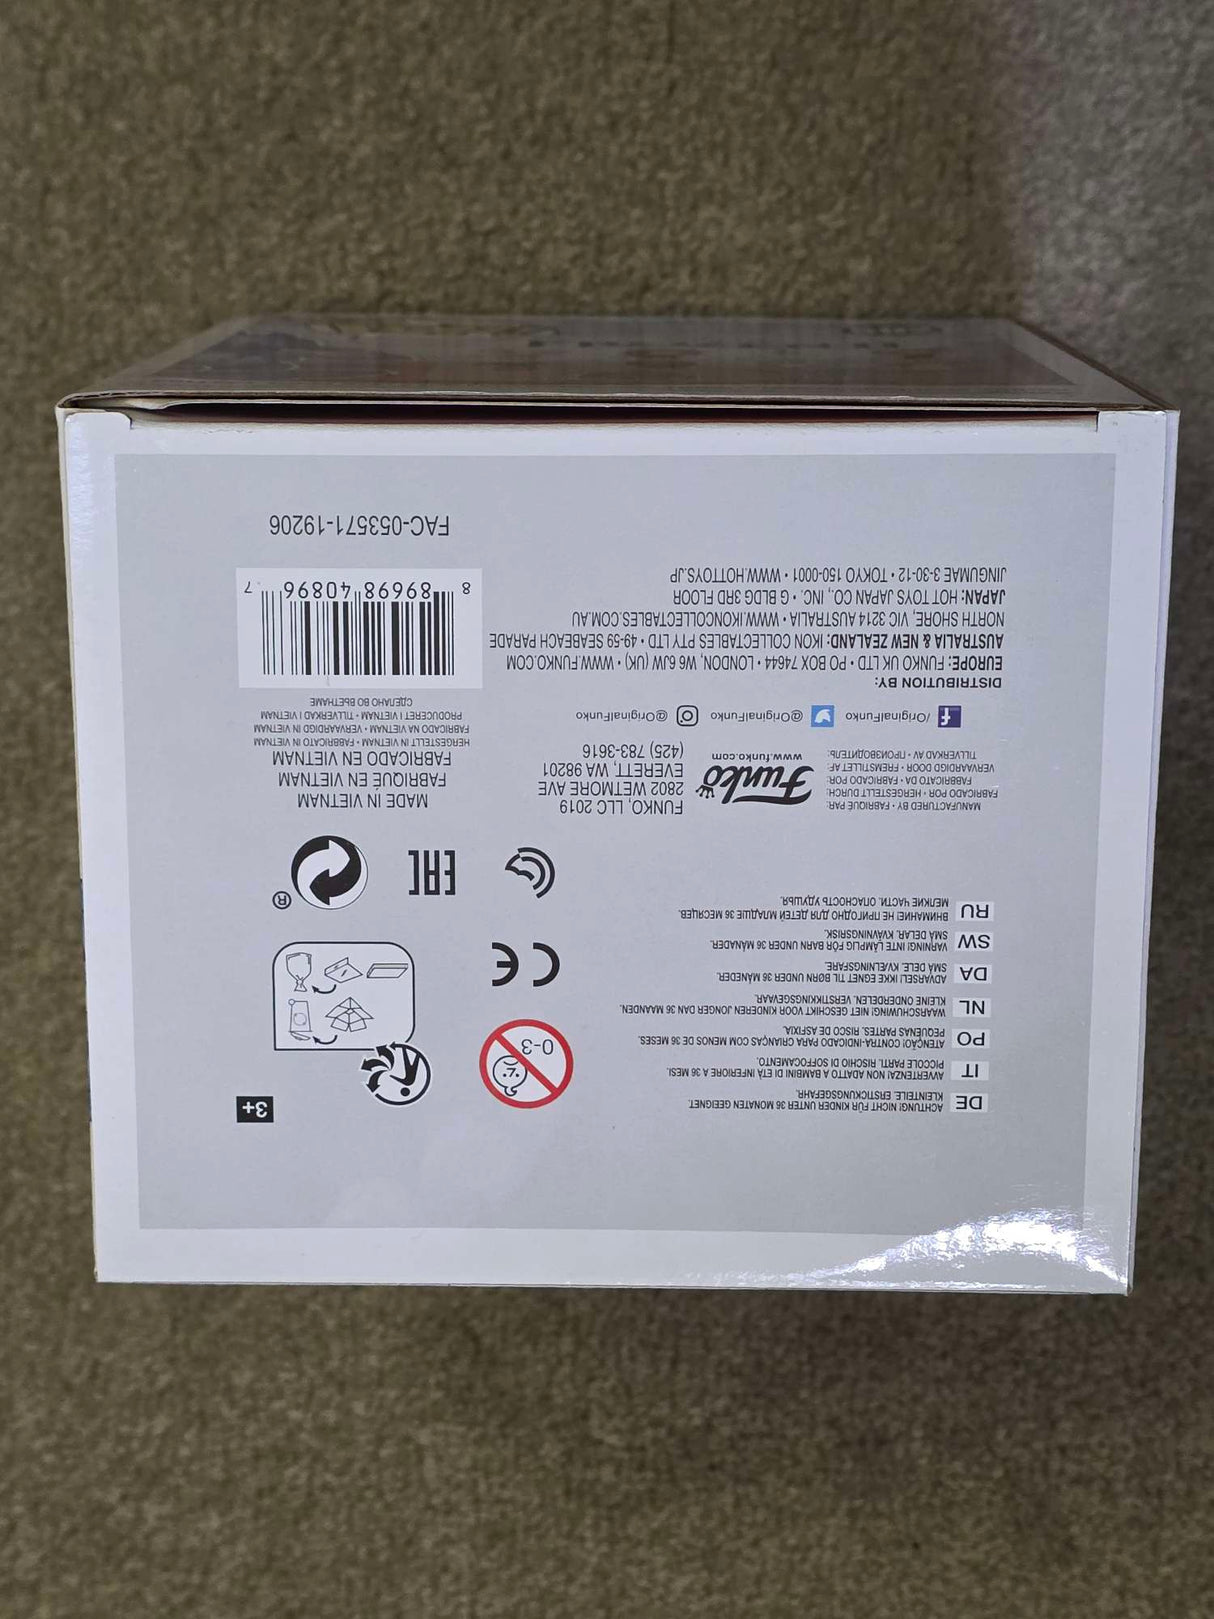 3+
DE
ACHTUNG! NICHT FÜR KINDER UNTER 36 MONATEN GEEIGNET.
KLEINTEILE. ERSTICKUNGSGEFAHR.
IT
AVVERTENZA! NON ADATTO A BAMBINI DI ETÀ INFERIORE A 36 MESI.
PICCOLE PARTI. RISCHIO DI SOFFOCAMENTO.
PO
ATENÇÃO! CONTRA-INDICADO PARA CRIANÇAS COM MENOS DE 36 MESES.
PEQUENAS PARTES. RISCO DE ASFIXIA.
NL
WAARSCHUWING! NIET GESCHIKT VOOR KINDEREN JONGER DAN 36 MAANDEN.
KLEINE ONDERDELEN. VERSTIKKINGSGEVAAR.
DA
ADVARSEL! IKKE EGNET TIL BØRN UNDER 36 MÅNEDER.
SMÅ DELE. KVÆLNINGSFARE.
SW
VARNING! INTE LÄMPLIG FÖR BARN UNDER 36 MÅNADER.
SMÅ DELAR. KVÄVNINGSRISK.
RU
ВНИМАНИЕ! НЕ ПРИГОДНО ДЛЯ ДЕТЕЙ МЛАДШЕ 36 МЕСЯЦЕВ.
МЕЛКИЕ ЧАСТИ. ОПАСНОСТЬ УДУШЬЯ.
0-3
CE
EAC
®
MANUFACTURED BY • FABRIQUÉ PAR:
FABRICADO POR • HERGESTELLT DURCH:
FABRICATO DA • FABRICADO POR:
VERVAARDIGD DOOR • FREMSTILLET AF:
TILLVERKAD AV • ПРОИЗВОДИТЕЛЬ:
Funko
www.funko.com
FUNKO, LLC 2019
2802 WETMORE AVE
EVERETT, WA 98201
(425) 783-3616
/OriginalFunko
@OriginalFunko
@OriginalFunko
DISTRIBUTION BY:
EUROPE: FUNKO UK LTD • PO BOX 74644 • LONDON, W6 6JW (UK) • WWW.FUNKO.COM
AUSTRALIA & NEW ZEALAND: IKON COLLECTABLES PTY LTD • 49-59 SEABEACH PARADE
NORTH SHORE, VIC 3214 AUSTRALIA • WWW.IKONCOLLECTABLES.COM.AU
JAPAN: HOT TOYS JAPAN CO., INC. • G BLDG 3RD FLOOR
JINGUMAE 3-30-12 • TOKYO 150-0001 • WWW.HOTTOYS.JP
MADE IN VIETNAM
FABRIQUÉ EN VIETNAM
FABRICADO EN VIETNAM
HERGESTELLT IN VIETNAM • FABBRICATO IN VIETNAM
FABRICADO NA VIETNAM • VERVAARDIGD IN VIETNAM
PRODUCERET I VIETNAM • TILLVERKAD I VIETNAM
СДЕЛАНО ВО ВЬЕТНАМЕ
8 89698 40896 7
FAC-053571-19206